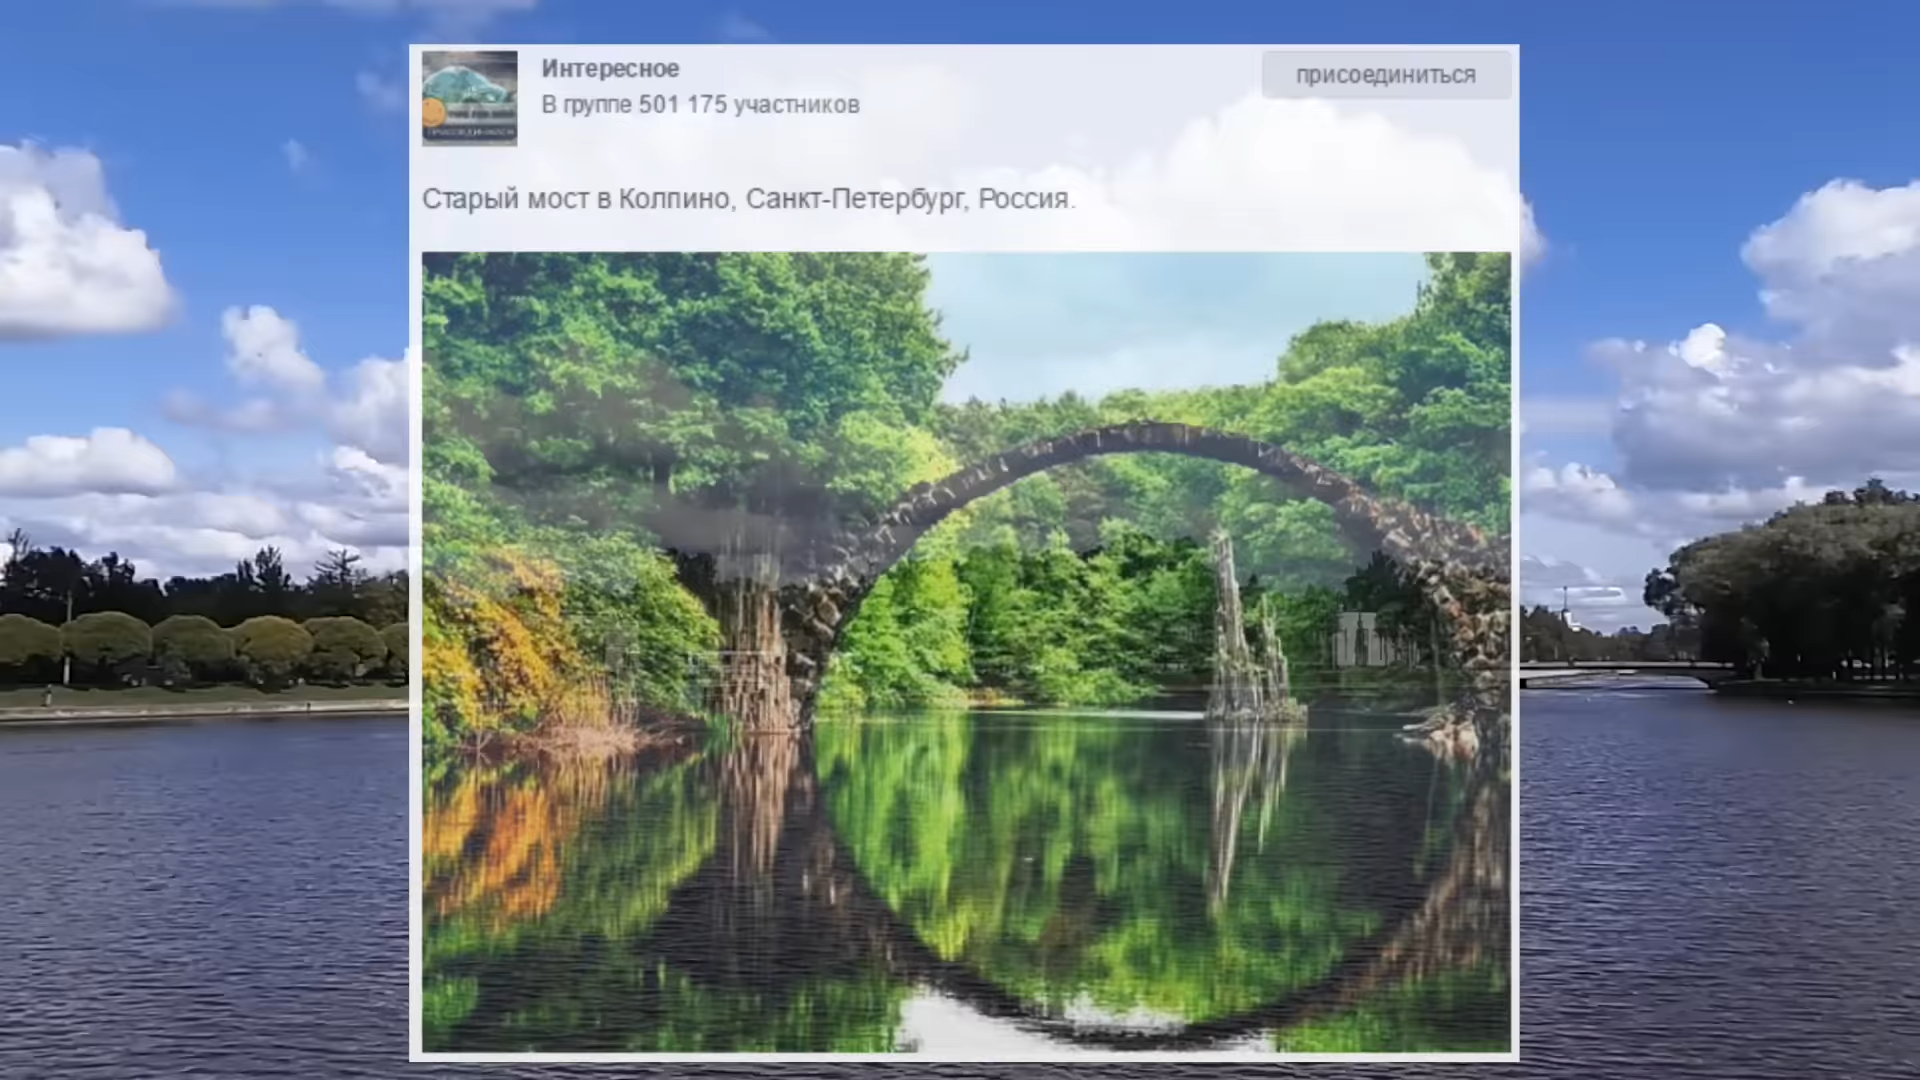 Интересное
В группе 501 175 участников
присоединиться
Старый мост в Колпино, Санкт-Петербург, Россия.